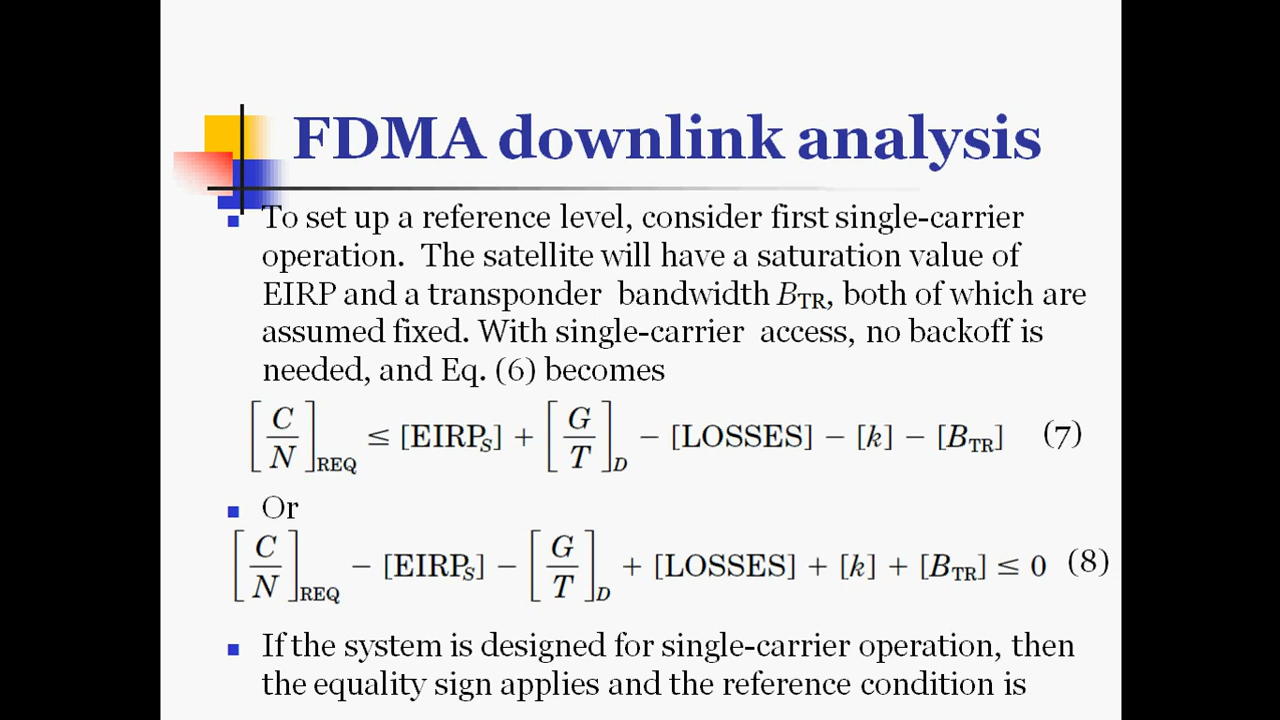 FDMA downlink analysis
To set up a reference level, consider first single-carrier
operation. The satellite will have a saturation value of
EIRP and a transponder bandwidth B_TR, both of which are
assumed fixed. With single-carrier access, no backoff is
needed, and Eq. (6) becomes
[C/N]_REQ ≤ [EIRP_S] + [G/T]_D − [LOSSES] − [k] − [B_TR] (7)
Or
[C/N]_REQ − [EIRP_S] − [G/T]_D + [LOSSES] + [k] + [B_TR] ≤ 0 (8)
If the system is designed for single-carrier operation, then
the equality sign applies and the reference condition is